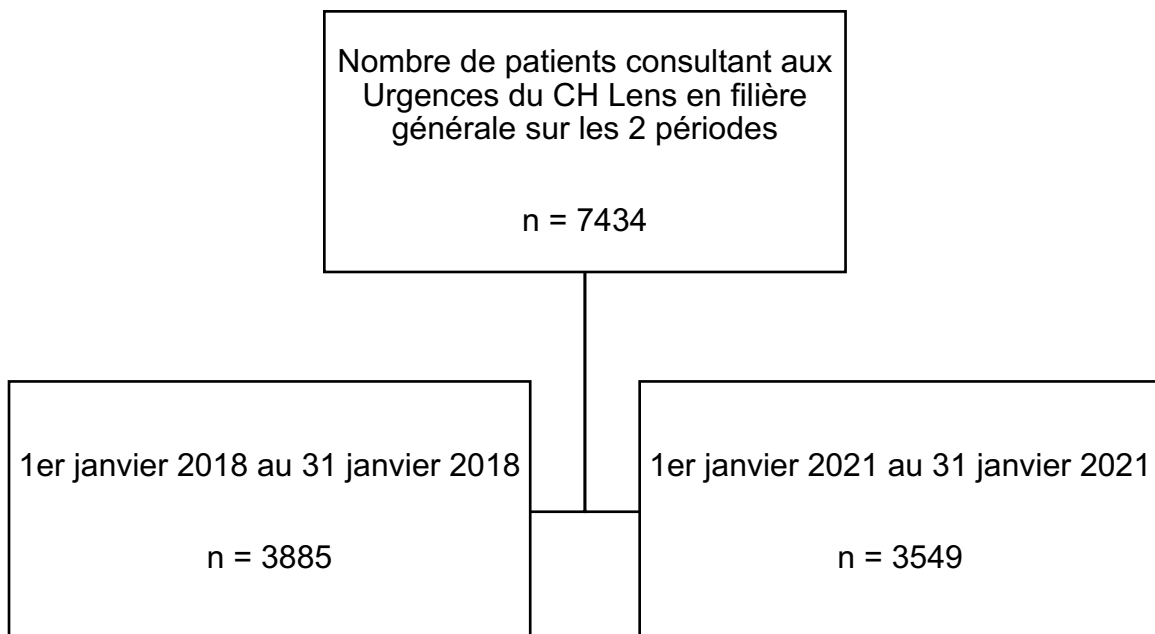 Nombre de patients consultant aux
Urgences du CH Lens en filière
générale sur les 2 périodes
n = 7434
1er janvier 2018 au 31 janvier 2018
n = 3885
1er janvier 2021 au 31 janvier 2021
n = 3549